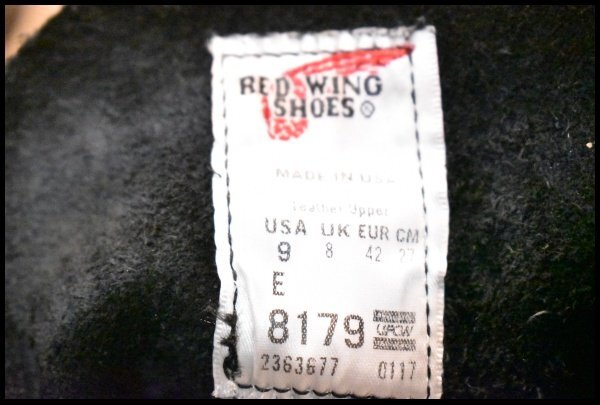 RED WING
SHOES
MADE IN USA
Leather Upper
USA UK EUR CM
9 8 42 27
E
8179 UFCW
2363677 0117